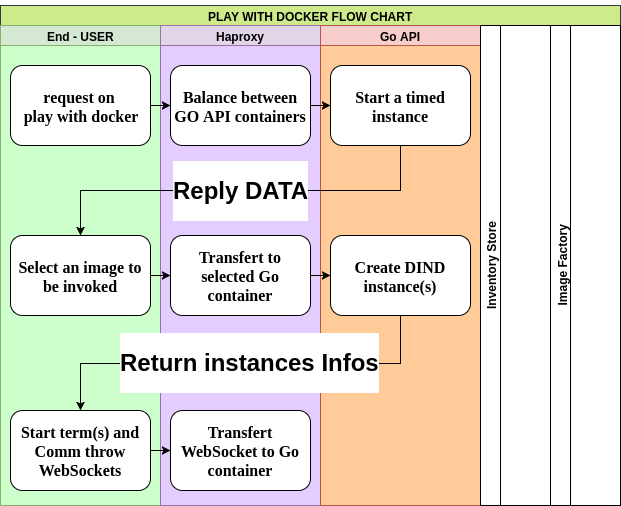 PLAY WITH DOCKER FLOW CHART
End - USER
Haproxy
Go API
request on
play with docker
Balance between
GO API containers
Start a timed
instance
Reply DATA
Select an image to
be invoked
Transfert to
selected Go
container
Create DIND
instance(s)
Inventory Store
Image Factory
Return instances Infos
Start term(s) and
Comm throw
WebSockets
Transfert
WebSocket to Go
container